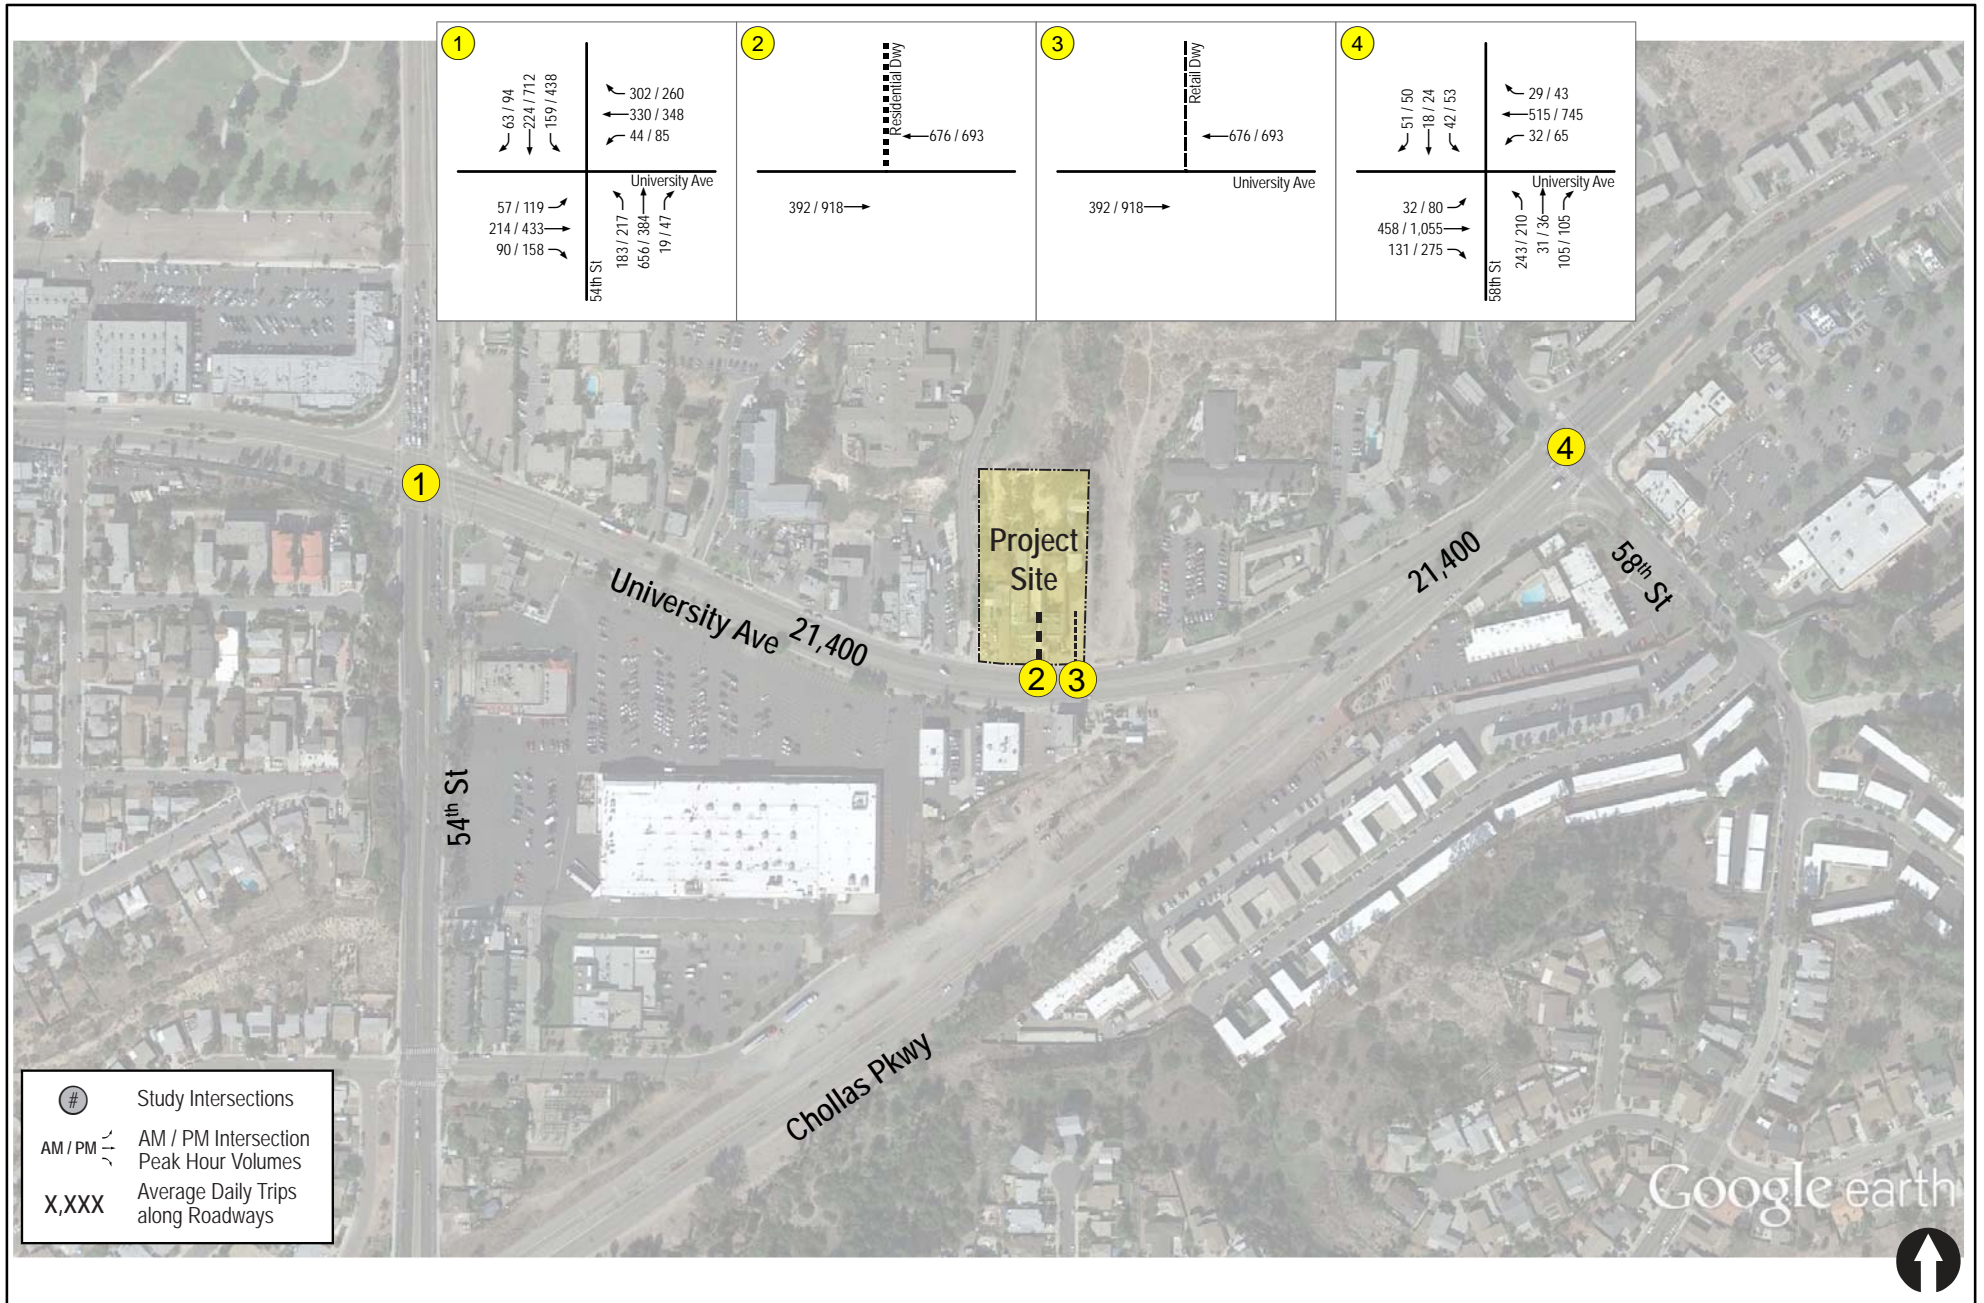 1
63 / 94
224 / 712
159 / 438
302 / 260
330 / 348
44 / 85
University Ave
57 / 119
214 / 433
90 / 158
183 / 217
656 / 384
19 / 47
54th St
2
Residential Dwy
676 / 693
392 / 918
3
Retail Dwy
676 / 693
University Ave
392 / 918
4
51 / 50
18 / 24
42 / 53
29 / 43
515 / 745
32 / 65
University Ave
32 / 80
458 / 1,055
131 / 275
243 / 210
31 / 36
105 / 105
58th St
1
4
Project
Site
University Ave
21,400
21,400
58th St
2
3
54th St
Chollas Pkwy
# Study Intersections
AM / PM AM / PM Intersection
Peak Hour Volumes
X,XXX Average Daily Trips
along Roadways
Google earth